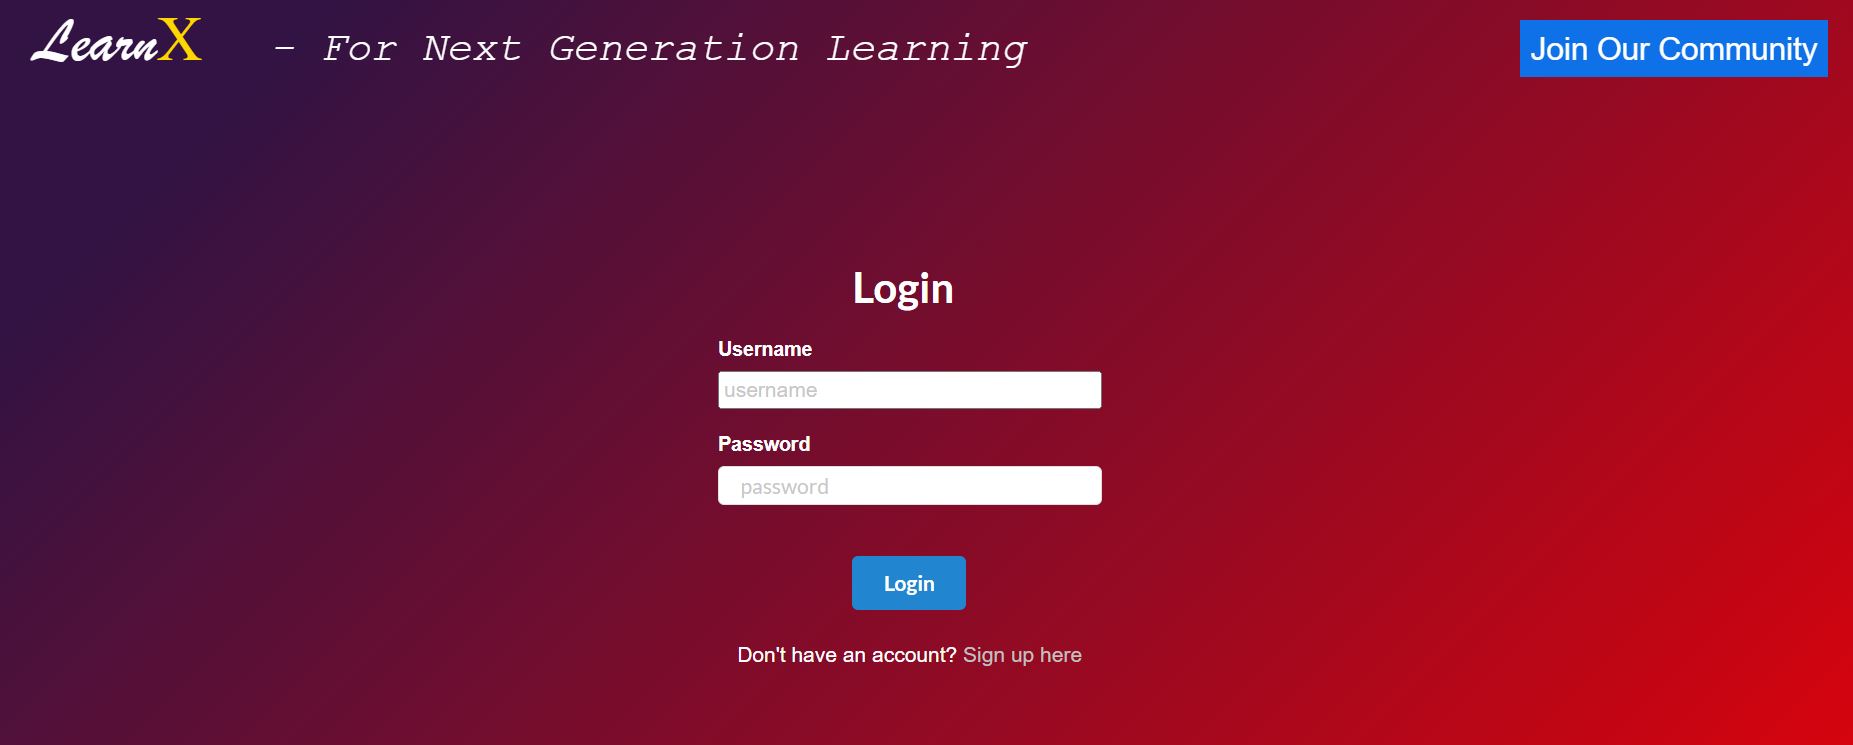 LearnX - For Next Generation Learning Join Our Community
Login
Username
username
Password
password
Login
Don't have an account? Sign up here